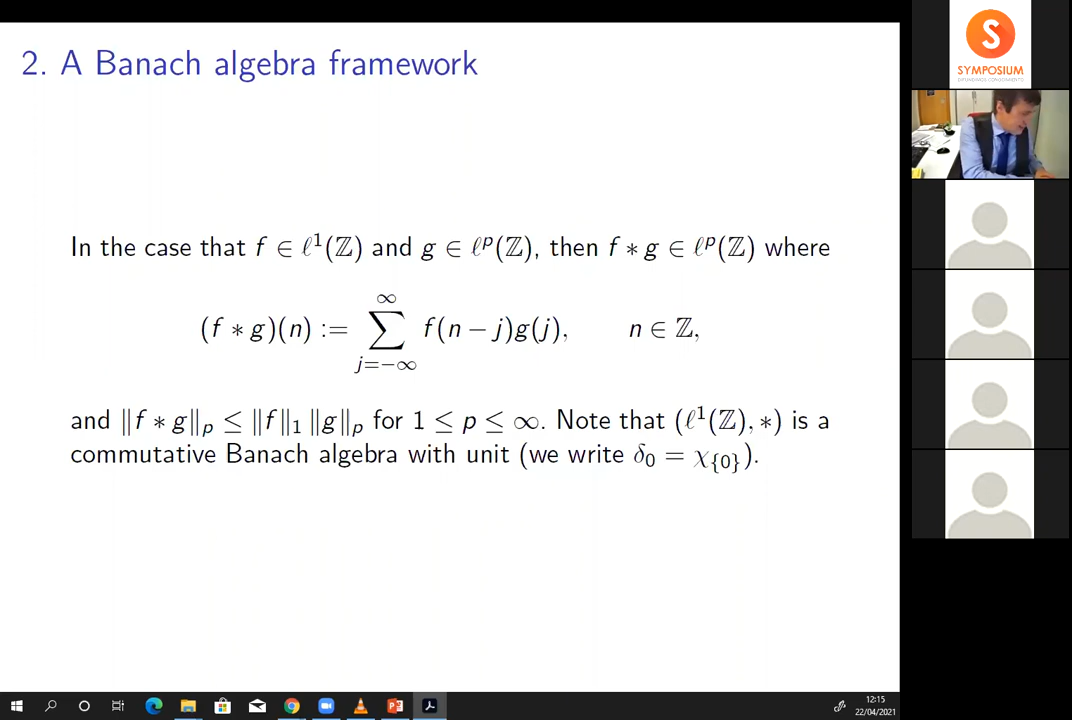 2. A Banach algebra framework
In the case that f ∈ ℓ¹(ℤ) and g ∈ ℓᵖ(ℤ), then f ∗ g ∈ ℓᵖ(ℤ) where
(f ∗ g)(n) := ∑_{j=−∞}^{∞} f(n − j)g(j), n ∈ ℤ,
and ‖f ∗ g‖ₚ ≤ ‖f‖₁ ‖g‖ₚ for 1 ≤ p ≤ ∞. Note that (ℓ¹(ℤ), ∗) is a
commutative Banach algebra with unit (we write δ₀ = χ_{{0}}).
S
SYMPOSIUM
12:15
22/04/2021